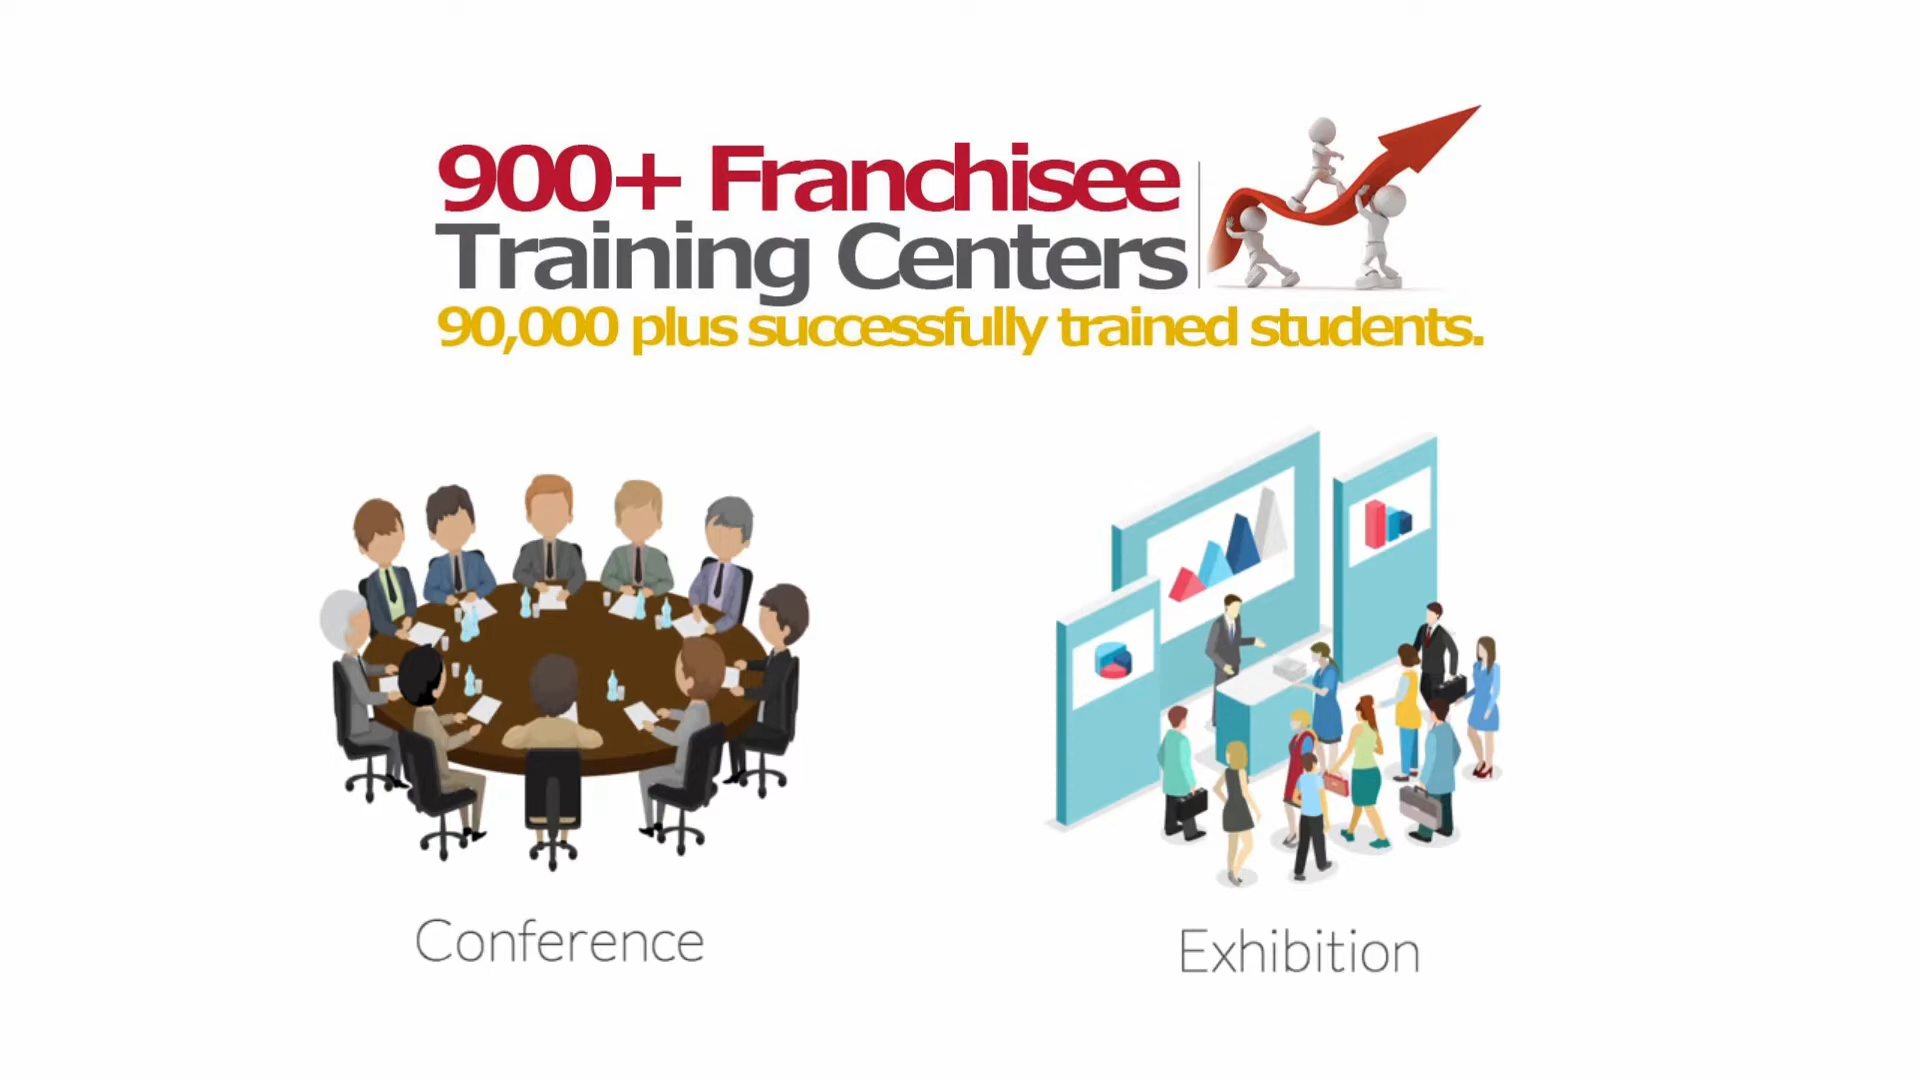 900+ Franchisee
Training Centers
90,000 plus successfully trained students.
Conference
Exhibition